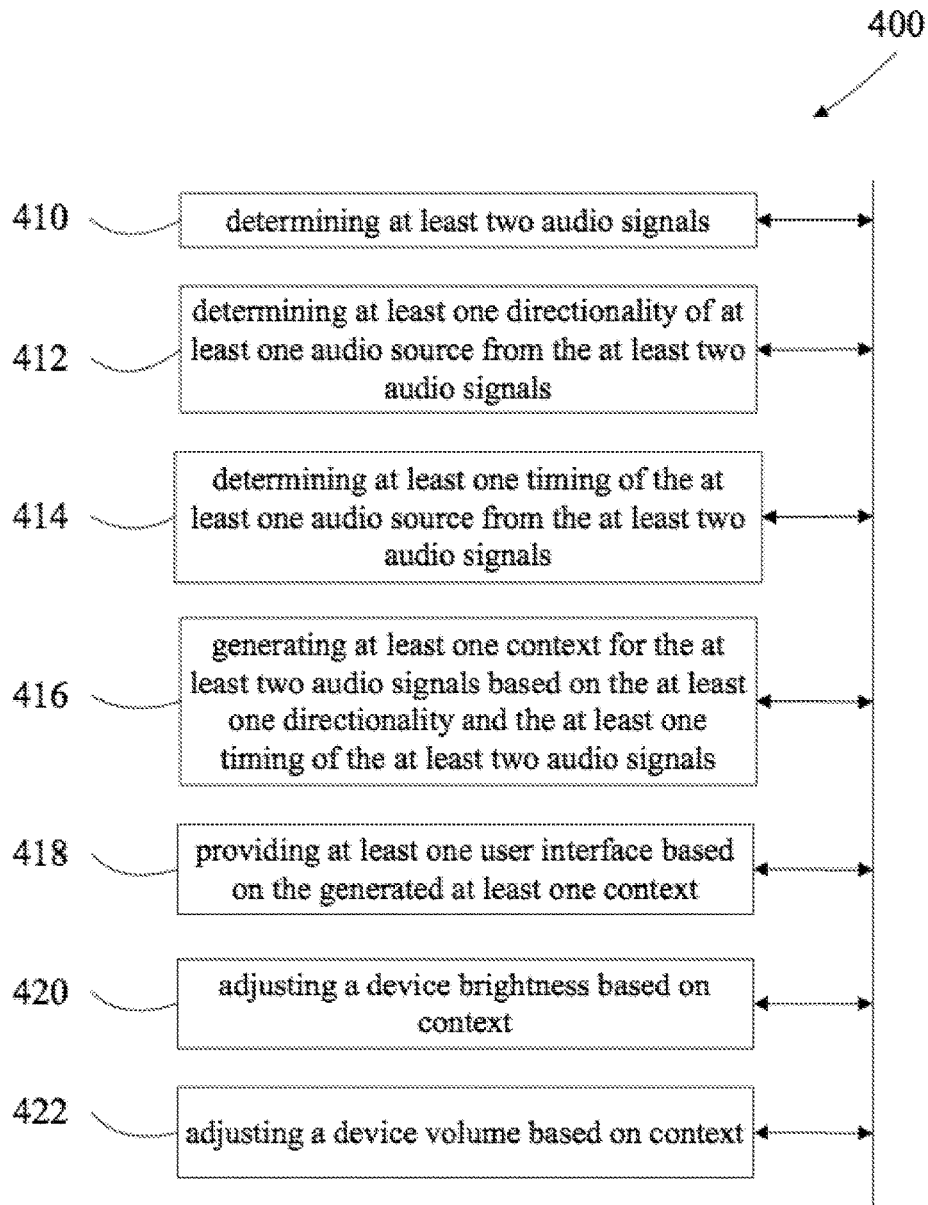 400
410
determining at least two audio signals
412
determining at least one directionality of at
least one audio source from the at least two
audio signals
414
determining at least one timing of the at
least one audio source from the at least two
audio signals
416
generating at least one context for the at
least two audio signals based on the at least
one directionality and the at least one
timing of the at least two audio signals
418
providing at least one user interface based
on the generated at least one context
420
adjusting a device brightness based on
context
422
adjusting a device volume based on context